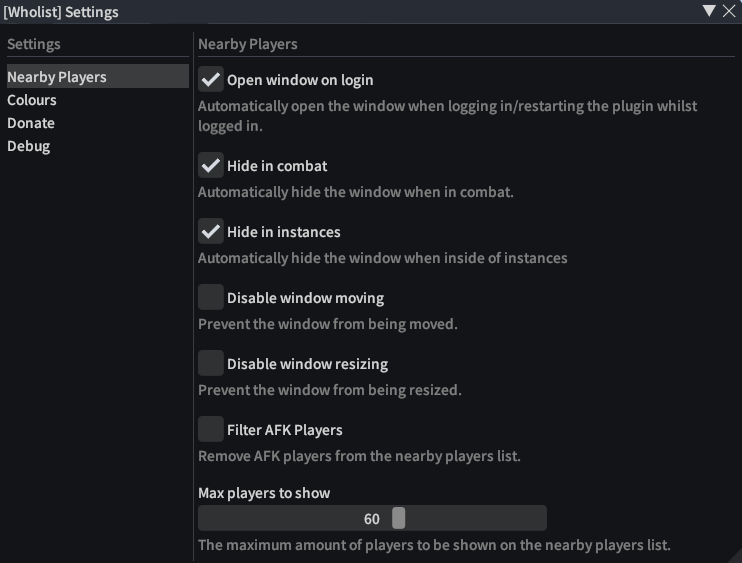 [Wholist] Settings
Settings
Nearby Players
Colours
Donate
Debug
Nearby Players
Open window on login
Automatically open the window when logging in/restarting the plugin whilst
logged in.
Hide in combat
Automatically hide the window when in combat.
Hide in instances
Automatically hide the window when inside of instances
Disable window moving
Prevent the window from being moved.
Disable window resizing
Prevent the window from being resized.
Filter AFK Players
Remove AFK players from the nearby players list.
Max players to show
60
The maximum amount of players to be shown on the nearby players list.